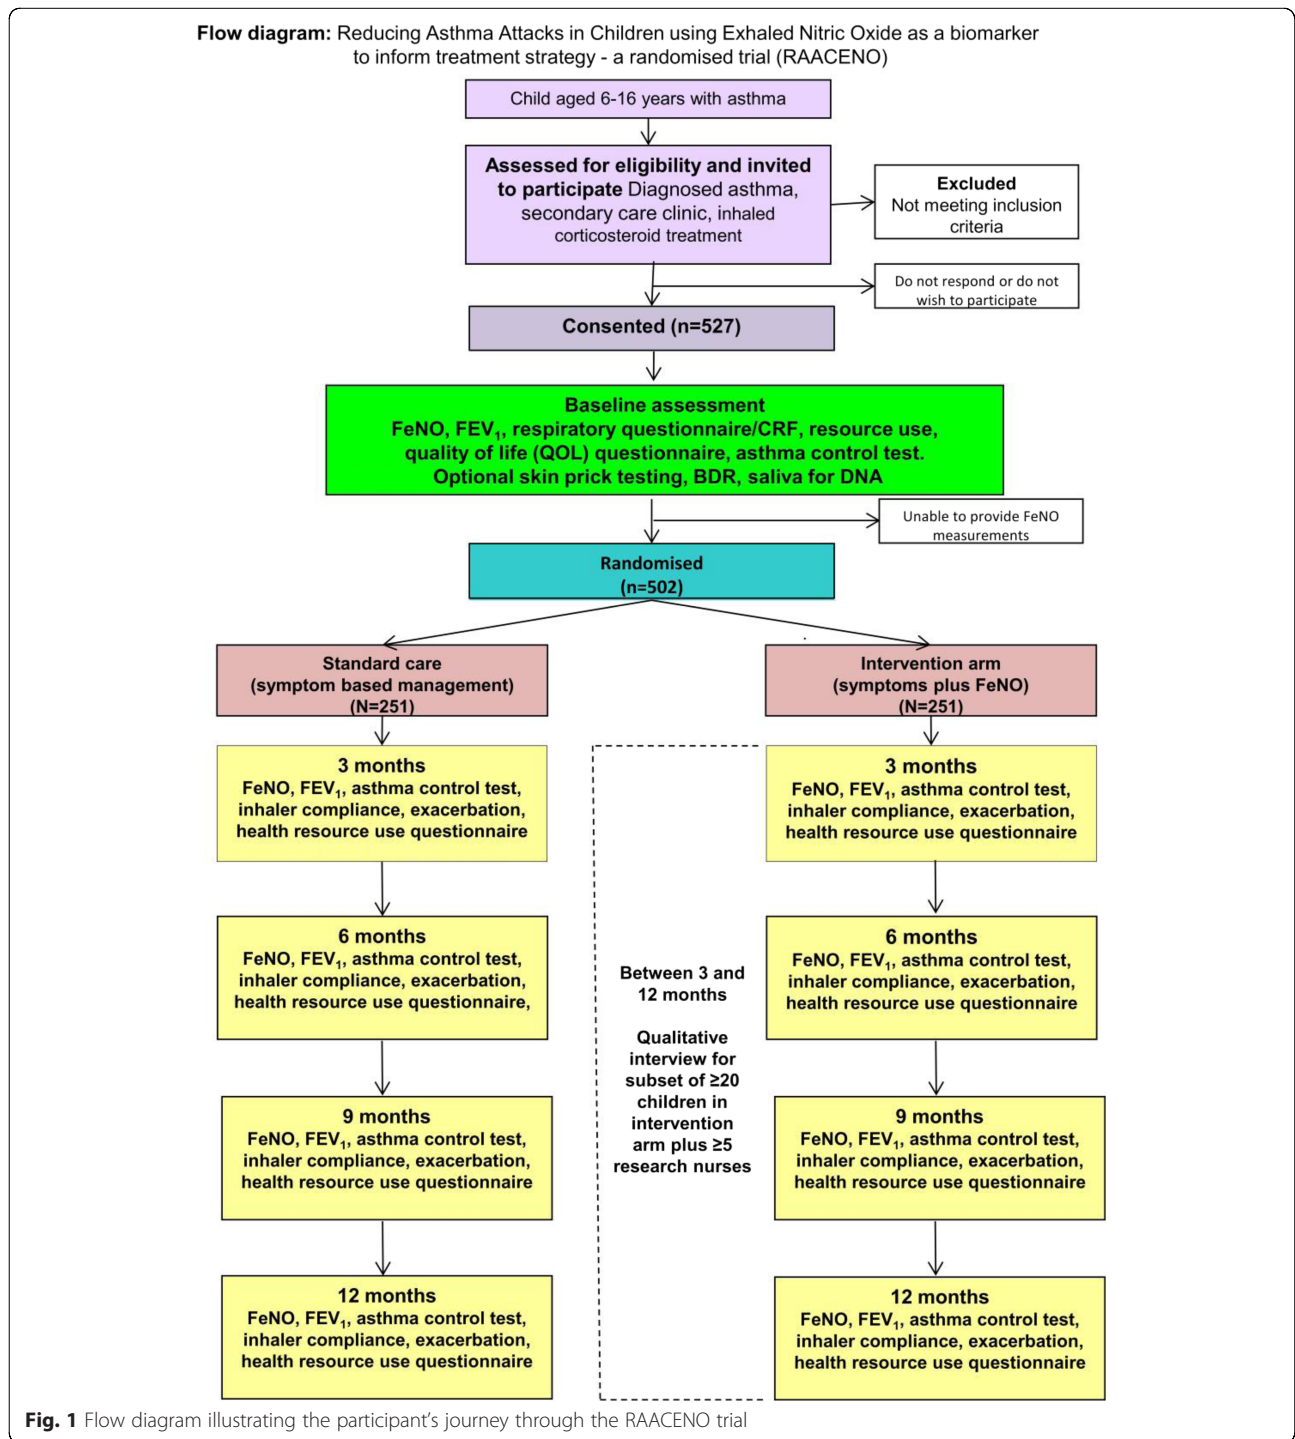 Flow diagram: Reducing Asthma Attacks in Children using Exhaled Nitric Oxide as a biomarker
to inform treatment strategy - a randomised trial (RAACENO)
Child aged 6-16 years with asthma
Assessed for eligibility and invited
to participate Diagnosed asthma,
secondary care clinic, inhaled
corticosteroid treatment
Excluded
Not meeting inclusion
criteria
Do not respond or do not
wish to participate
Consented (n=527)
Baseline assessment
FeNO, FEV1, respiratory questionnaire/CRF, resource use,
quality of life (QOL) questionnaire, asthma control test.
Optional skin prick testing, BDR, saliva for DNA
Unable to provide FeNO
measurements
Randomised
(n=502)
Standard care
(symptom based management)
(N=251)
Intervention arm
(symptoms plus FeNO)
(N=251)
3 months
FeNO, FEV1, asthma control test,
inhaler compliance, exacerbation,
health resource use questionnaire
6 months
FeNO, FEV1, asthma control test,
inhaler compliance, exacerbation,
health resource use questionnaire,
9 months
FeNO, FEV1, asthma control test,
inhaler compliance, exacerbation,
health resource use questionnaire
12 months
FeNO, FEV1, asthma control test,
inhaler compliance, exacerbation,
health resource use questionnaire
Between 3 and
12 months
Qualitative
interview for
subset of ≥20
children in
intervention
arm plus ≥5
research nurses
3 months
FeNO, FEV1, asthma control test,
inhaler compliance, exacerbation,
health resource use questionnaire
6 months
FeNO, FEV1, asthma control test,
inhaler compliance, exacerbation,
health resource use questionnaire
9 months
FeNO, FEV1, asthma control test,
inhaler compliance, exacerbation,
health resource use questionnaire
12 months
FeNO, FEV1, asthma control test,
inhaler compliance, exacerbation,
health resource use questionnaire
Fig. 1 Flow diagram illustrating the participant's journey through the RAACENO trial